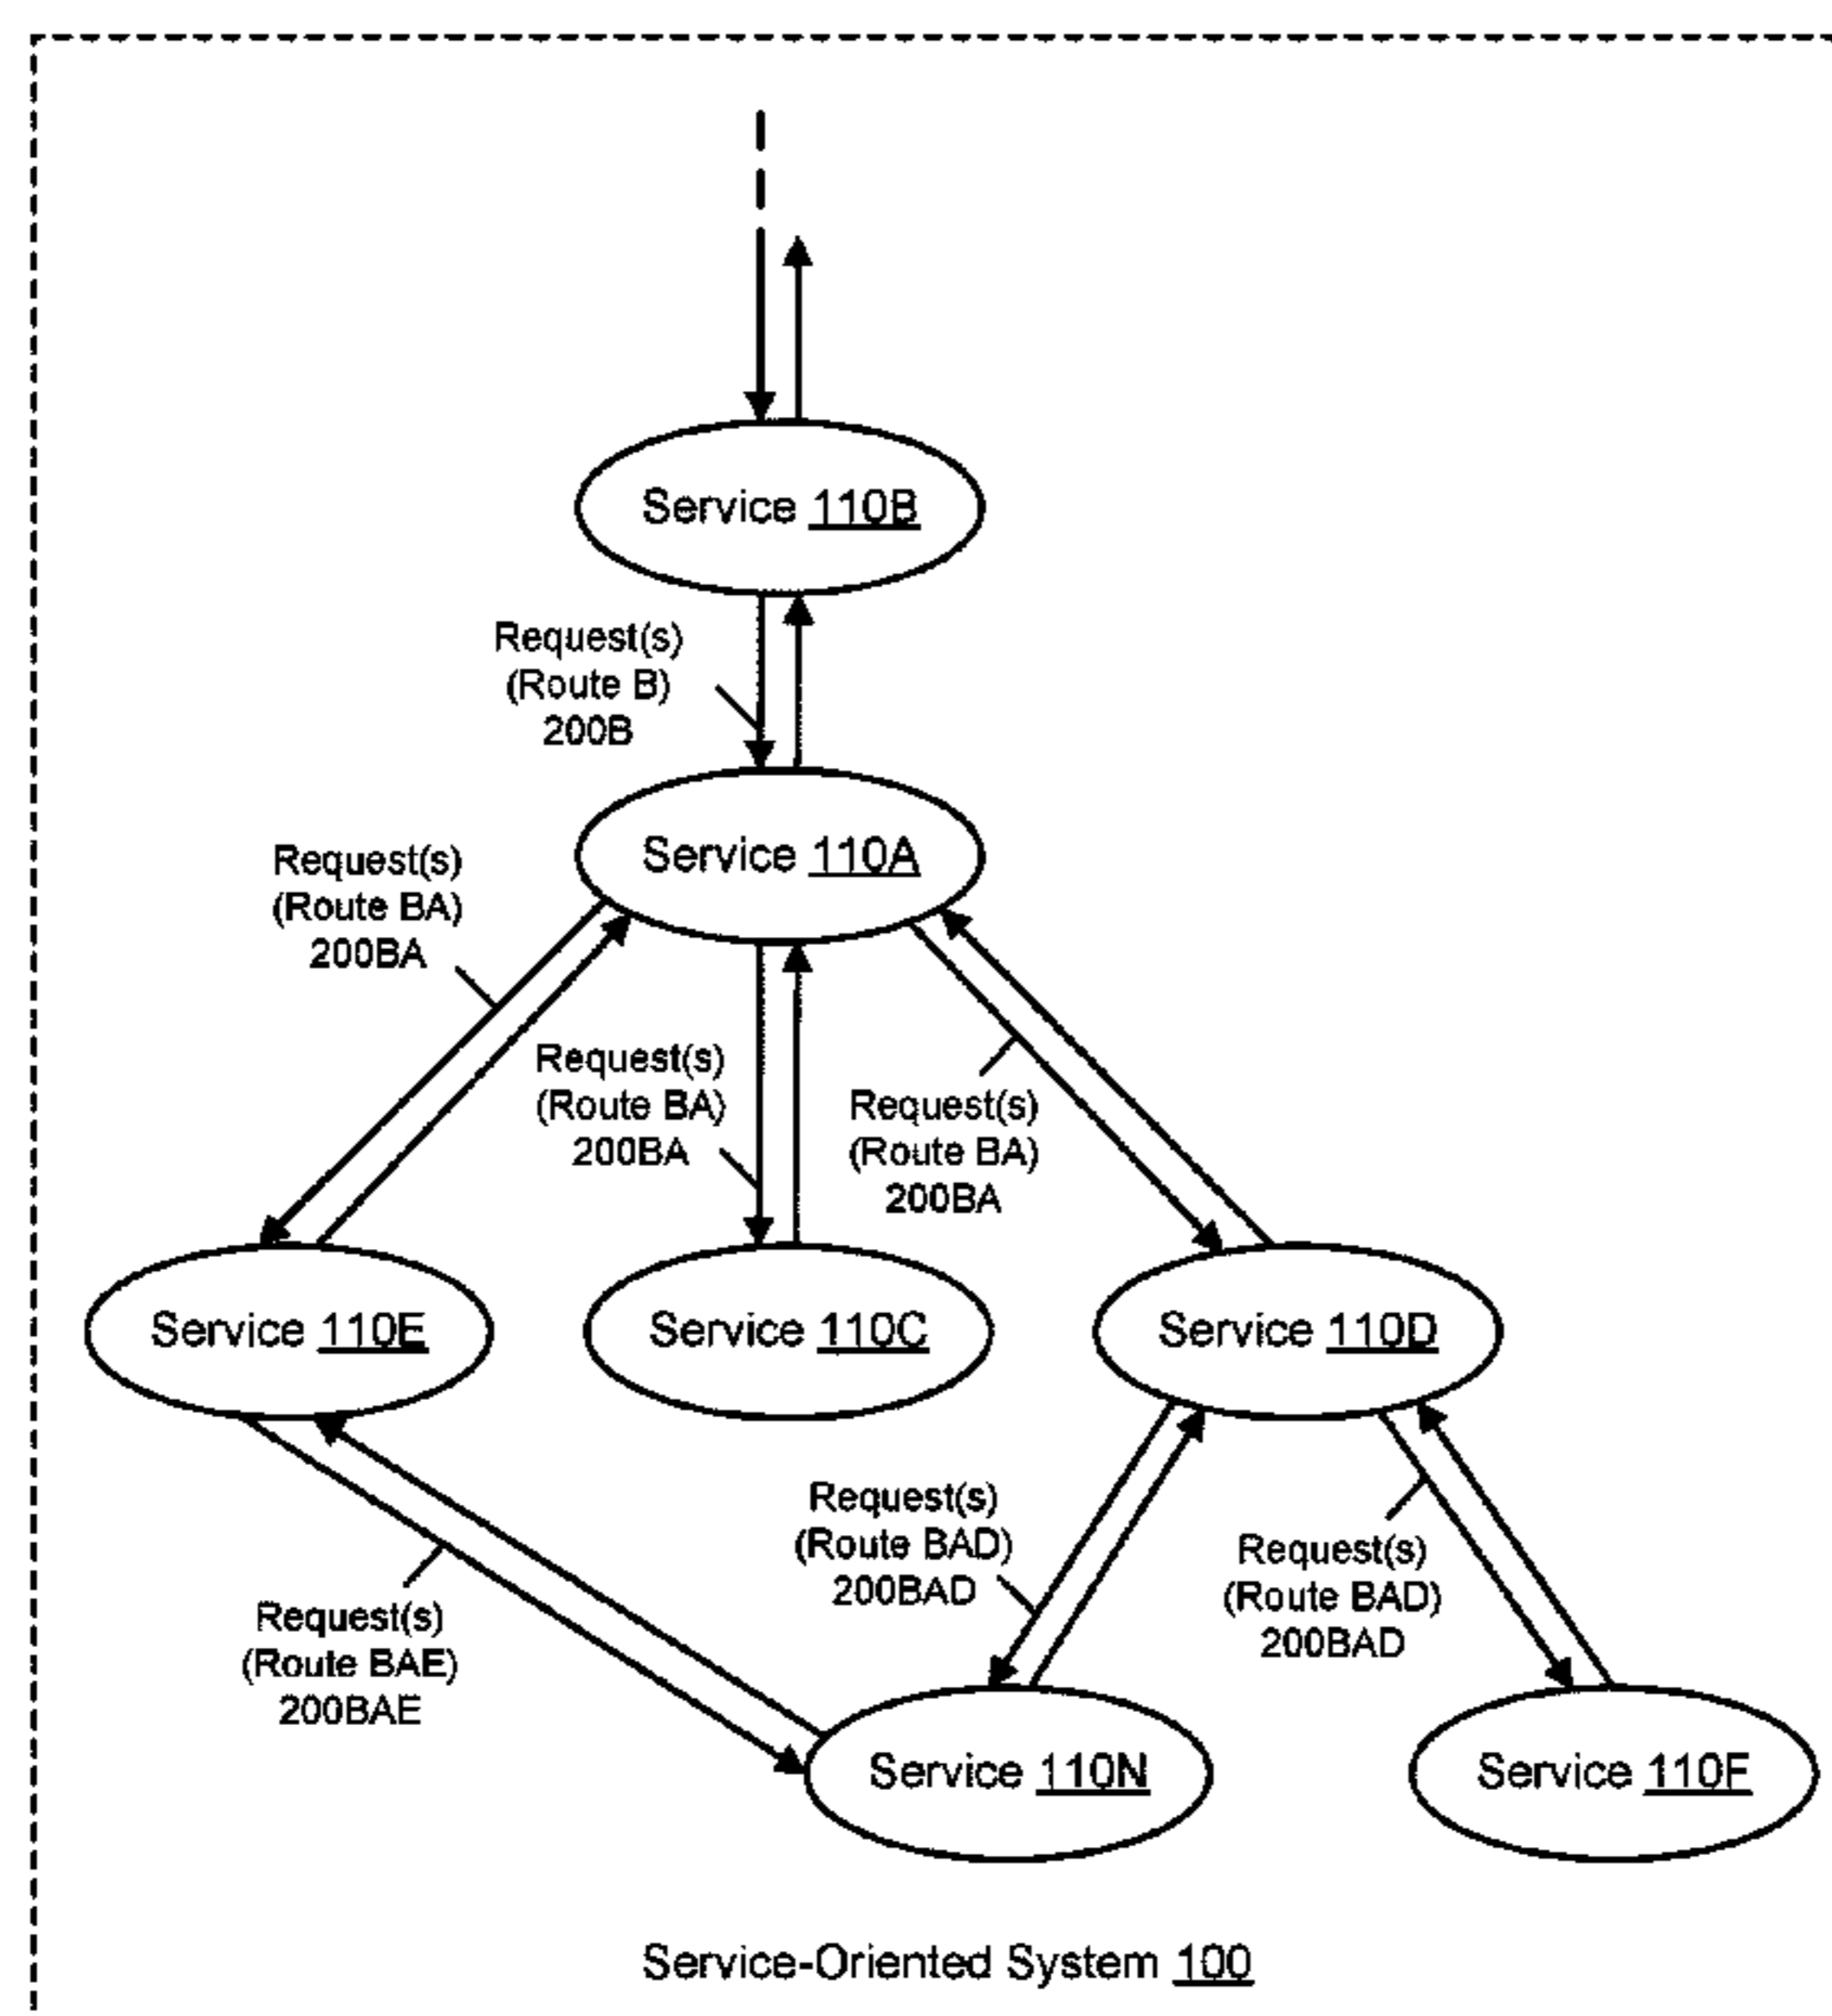 Service 110B
Request(s)
(Route B)
200B
Service 110A
Request(s)
(Route BA)
200BA
Request(s)
(Route BA)
200BA
Request(s)
(Route BA)
200BA
Service 110E
Service 110C
Service 110D
Request(s)
(Route BAD)
200BAD
Request(s)
(Route BAD)
200BAD
Request(s)
(Route BAE)
200BAE
Service 110N
Service 110F
Service-Oriented System 100